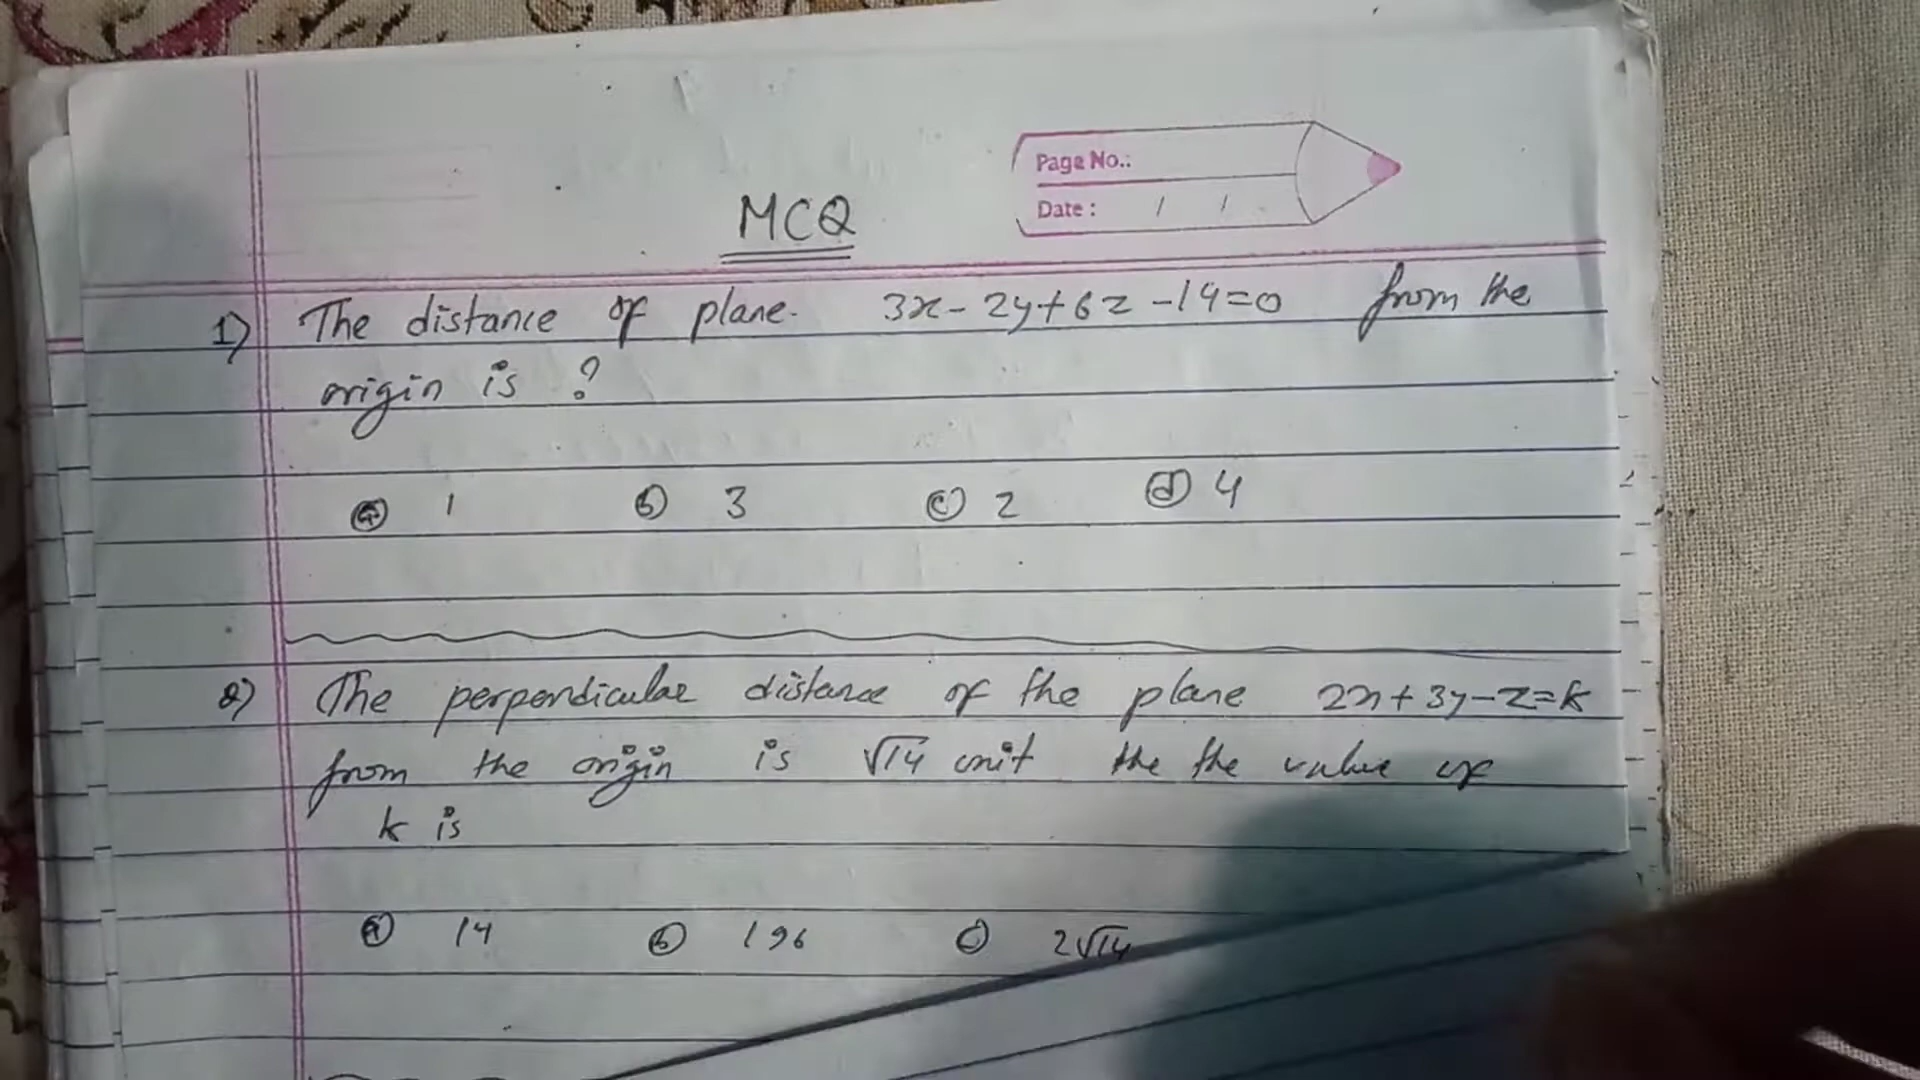 Page No.:
Date : / /
MCQ
1) The distance of plane. 3x-2y+6z-14=0 from the
origin is ?
(a) 1 (b) 3 (c) 2 (d) 4
2) The perpendicular distance of the plane 2x+3y-z=k
from the origin is √14 unit the the value of
k is
(a) 14 (b) 196 (c) 2√14